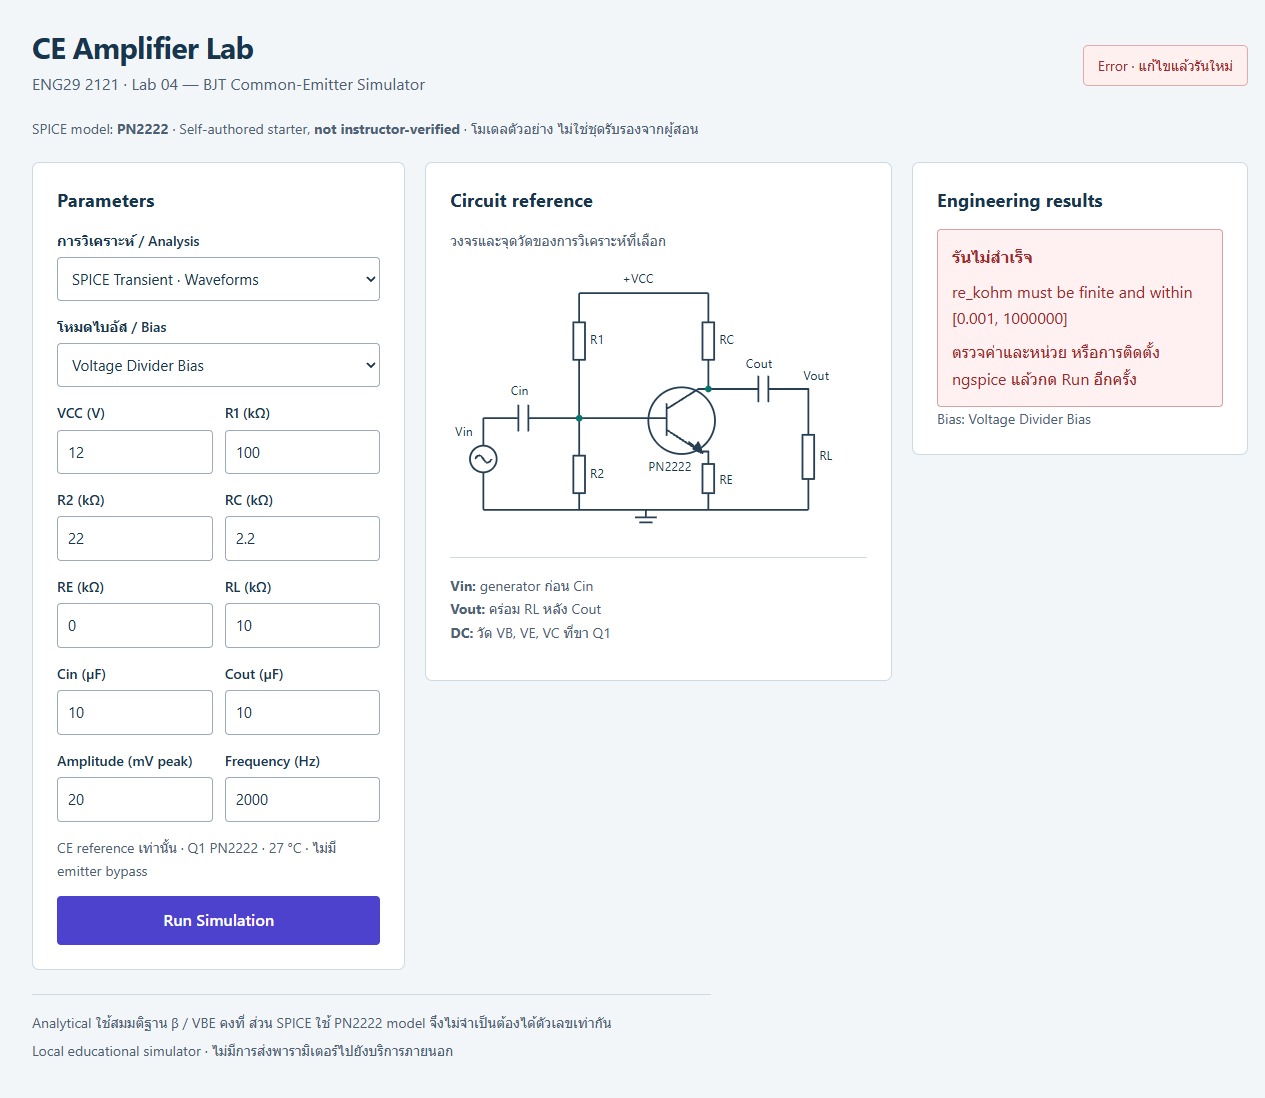 CE Amplifier Lab
ENG29 2121 · Lab 04 — BJT Common-Emitter Simulator
Error · แก้ไขแล้วรันใหม่
SPICE model: PN2222 · Self-authored starter, not instructor-verified · โมเดลตัวอย่าง ไม่ใช่ชุดรับรองจากผู้สอน
Parameters
การวิเคราะห์ / Analysis
SPICE Transient · Waveforms
โหมดไบอัส / Bias
Voltage Divider Bias
VCC (V)
R1 (kΩ)
12
100
R2 (kΩ)
RC (kΩ)
22
2.2
RE (kΩ)
RL (kΩ)
0
10
Cin (µF)
Cout (µF)
10
10
Amplitude (mV peak)
Frequency (Hz)
20
2000
CE reference เท่านั้น · Q1 PN2222 · 27 °C · ไม่มี
emitter bypass
Run Simulation
Circuit reference
วงจรและจุดวัดของการวิเคราะห์ที่เลือก
+VCC
R1
RC
Cout
Vout
Cin
Vin
PN2222
R2
RE
RL
Vin: generator ก่อน Cin
Vout: คร่อม RL หลัง Cout
DC: วัด VB, VE, VC ที่ขา Q1
Engineering results
รันไม่สำเร็จ
re_kohm must be finite and within
[0.001, 1000000]
ตรวจค่าและหน่วย หรือการติดตั้ง
ngspice แล้วกด Run อีกครั้ง
Bias: Voltage Divider Bias
Analytical ใช้สมมติฐาน β / VBE คงที่ ส่วน SPICE ใช้ PN2222 model จึงไม่จำเป็นต้องได้ตัวเลขเท่ากัน
Local educational simulator · ไม่มีการส่งพารามิเตอร์ไปยังบริการภายนอก